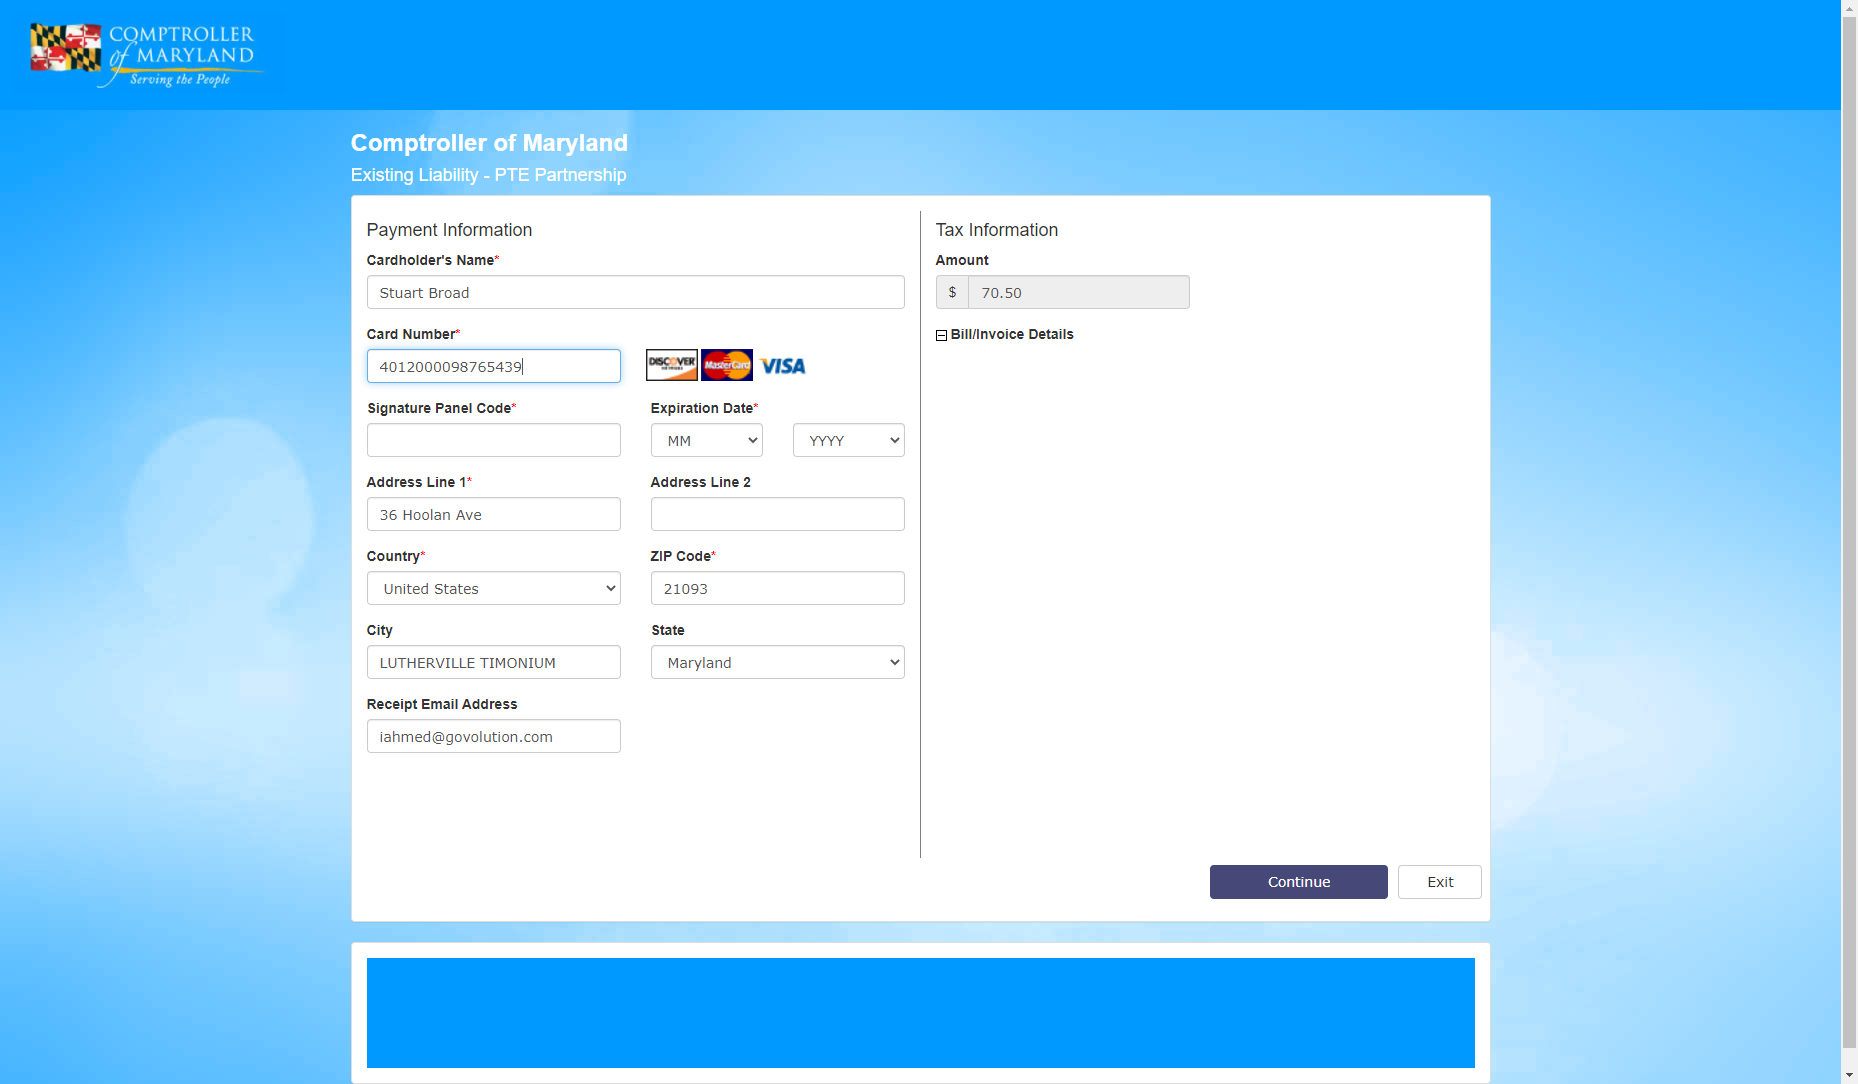 COMPTROLLER
of MARYLAND
Serving the People
Comptroller of Maryland
Existing Liability - PTE Partnership
Payment Information
Cardholder's Name*
Stuart Broad
Card Number*
4012000098765439
DISCOVER
MasterCard
VISA
Signature Panel Code*
Expiration Date*
MM
YYYY
Address Line 1*
Address Line 2
36 Hoolan Ave
Country*
ZIP Code*
United States
21093
City
State
LUTHERVILLE TIMONIUM
Maryland
Receipt Email Address
iahmed@govolution.com
Tax Information
Amount
$ 70.50
Bill/Invoice Details
Continue
Exit